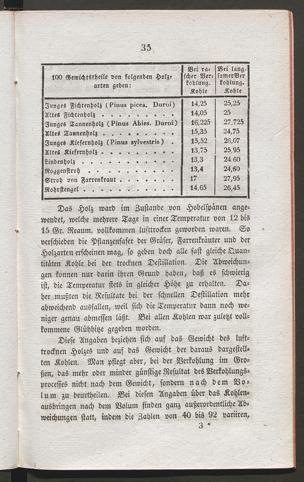 35
100 Gewichtstheile von folgenden Holz-
arten geben:
Bei ra-
scher Ver-
kohlung.
Kohle
Bei lang-
samer Ver-
kohlung.
Kohle
Junges Fichtenholz (Pinus picea. Duroi) 14,25 25,25
Altes Fichtenholz 14,05 25
Junges Tannenholz (Pinus Abies. Duroi) 16,225 27,725
Altes Tannenholz 15,35 24,75
Junges Kiefernholz (Pinus sylvestris) 15,52 26,07
Altes Kiefernholz 13,75 25,95
Lindenholz 13,3 24,60
Roggenstroh 13,4 24,60
Stroh von Farrenkraut 17 27,95
Rohrstengel 14,65 26,45
Das Holz ward im Zustande von Hobelspänen ange-
wendet, welche mehrere Tage in einer Temperatur von 12 bis
15 Gr. Reaum. vollkommen lufttrocken geworden waren. So
verschieden die Pflanzenfaser der Gräser, Farrenkräuter und der
Holzarten erscheinen mag, so geben doch alle fast gleiche Quan-
titäten Kohle bei der trocknen Destillation. Die Abweichun-
gen können nur darin ihren Grund haben, daß es schwierig
ist, die Temperatur stets in gleicher Höhe zu erhalten. Da-
her mußten die Resultate bei der schnellen Destillation mehr
abweichend ausfallen, weil sich die Temperatur dann noch we-
niger genau abmessen läßt. Bei allen Kohlen war zuletzt voll-
kommene Glühhitze gegeben worden.
Diese Angaben beziehen sich auf das Gewicht des luft-
trocknen Holzes und auf das Gewicht der daraus dargestell-
ten Kohlen. Man pflegt aber, bei der Verkohlung im Gro-
ßen, das mehr oder minder günstige Resultat des Verkohlungs-
processes nicht nach dem Gewicht, sondern nach dem Vo-
lum zu beurtheilen. Bei diesen Angaben über das Kohlen-
ausbringen nach dem Volum finden ganz außerordentliche Ab-
weichungen statt, indem die Zahlen von 40 bis 92 variiren,
3 *